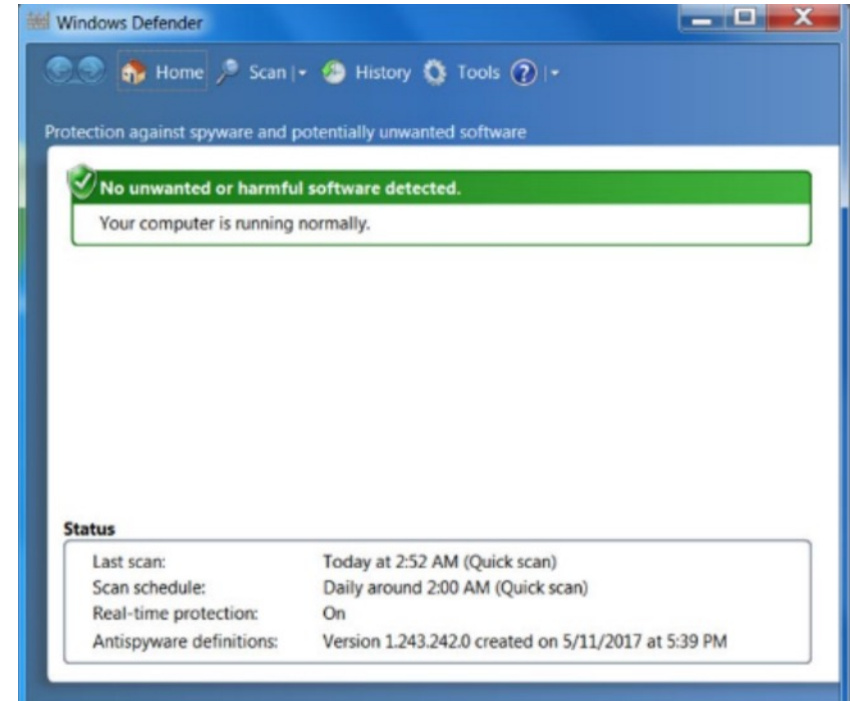 Windows Defender
Home Scan History Tools
Protection against spyware and potentially unwanted software
No unwanted or harmful software detected.
Your computer is running normally.
Status
Last scan: Today at 2:52 AM (Quick scan)
Scan schedule: Daily around 2:00 AM (Quick scan)
Real-time protection: On
Antispyware definitions: Version 1.243.242.0 created on 5/11/2017 at 5:39 PM